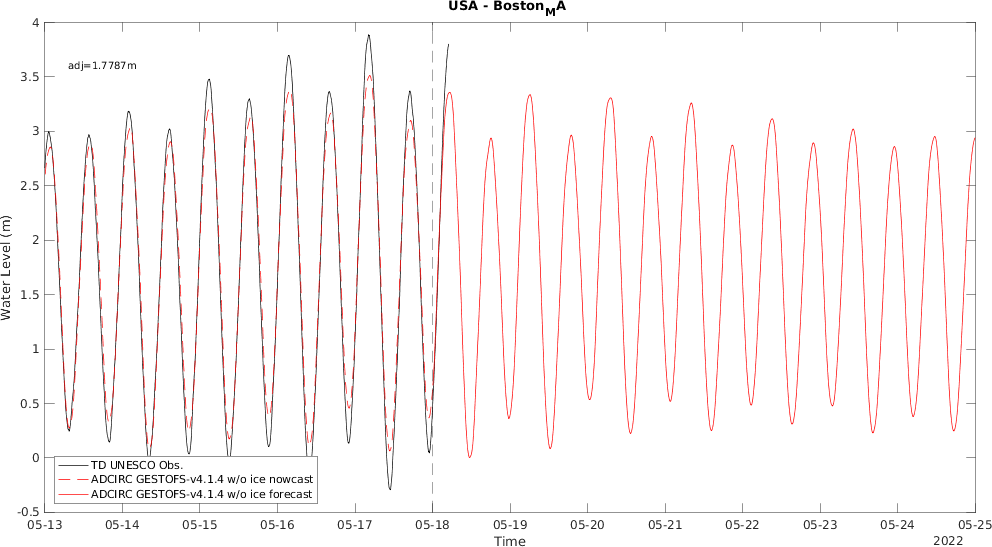 USA - BostonMA
4
3.5
3
2.5
2
1.5
1
0.5
0
-0.5
adj=1.7787m
Water Level (m)
TD UNESCO Obs.
ADCIRC GESTOFS-v4.1.4 w/o ice nowcast
ADCIRC GESTOFS-v4.1.4 w/o ice forecast
05-13 05-14 05-15 05-16 05-17 05-18 05-19 05-20 05-21 05-22 05-23 05-24 05-25
Time
2022